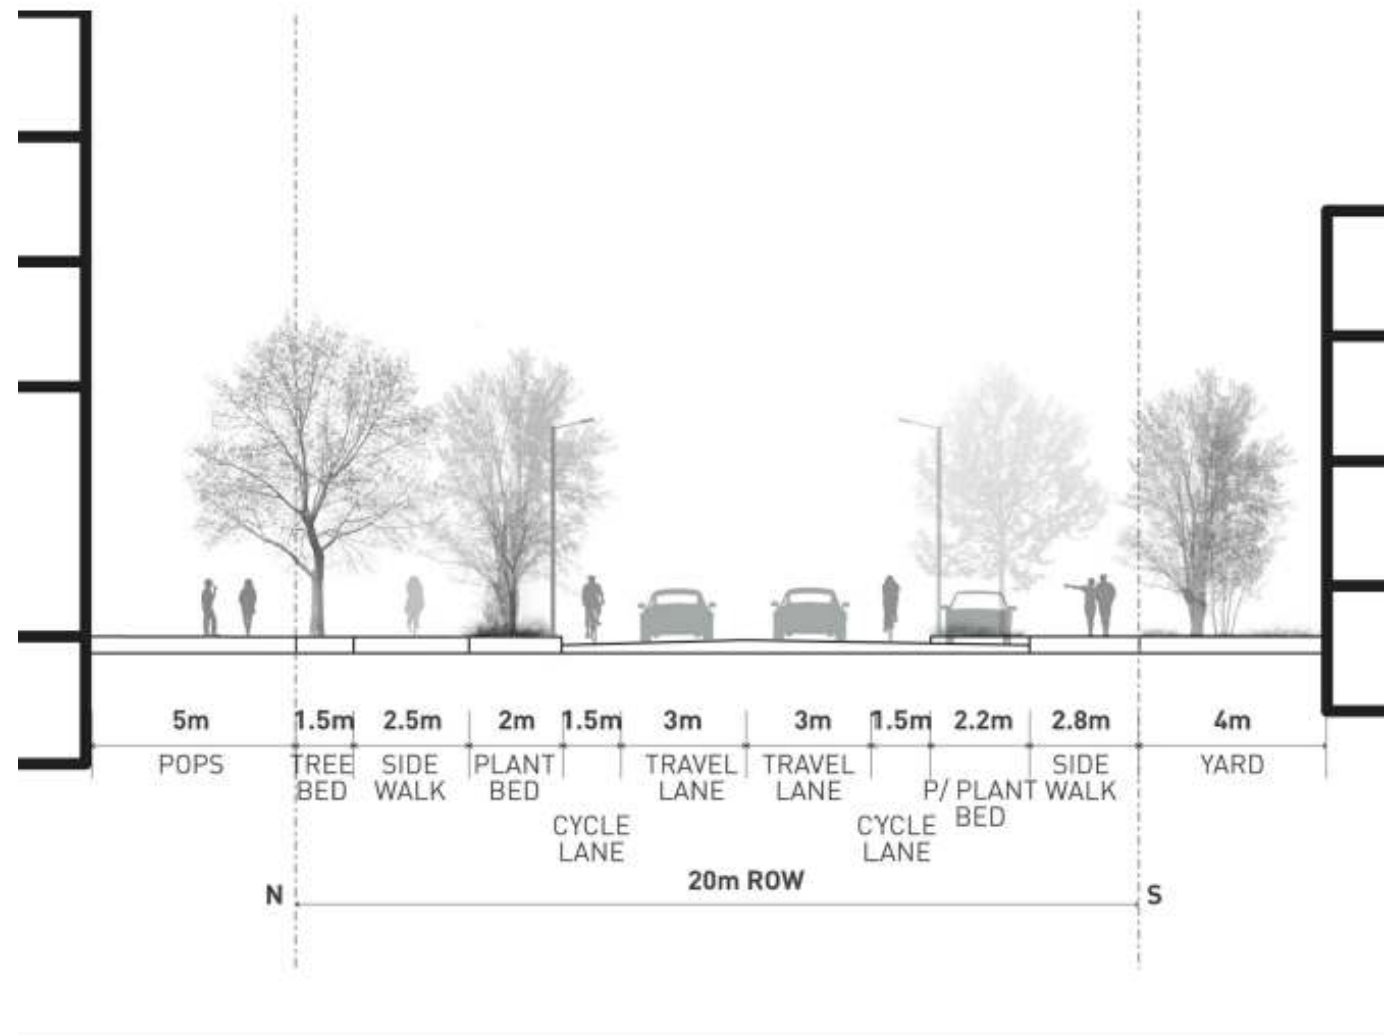 5m 1.5m 2.5m 2m 1.5m 3m 3m 1.5m 2.2m 2.8m 4m
POPS TREE SIDE PLANT TRAVEL TRAVEL SIDE YARD
BED WALK BED LANE LANE P/ PLANT WALK
BED
CYCLE CYCLE
LANE LANE
20m ROW
N S